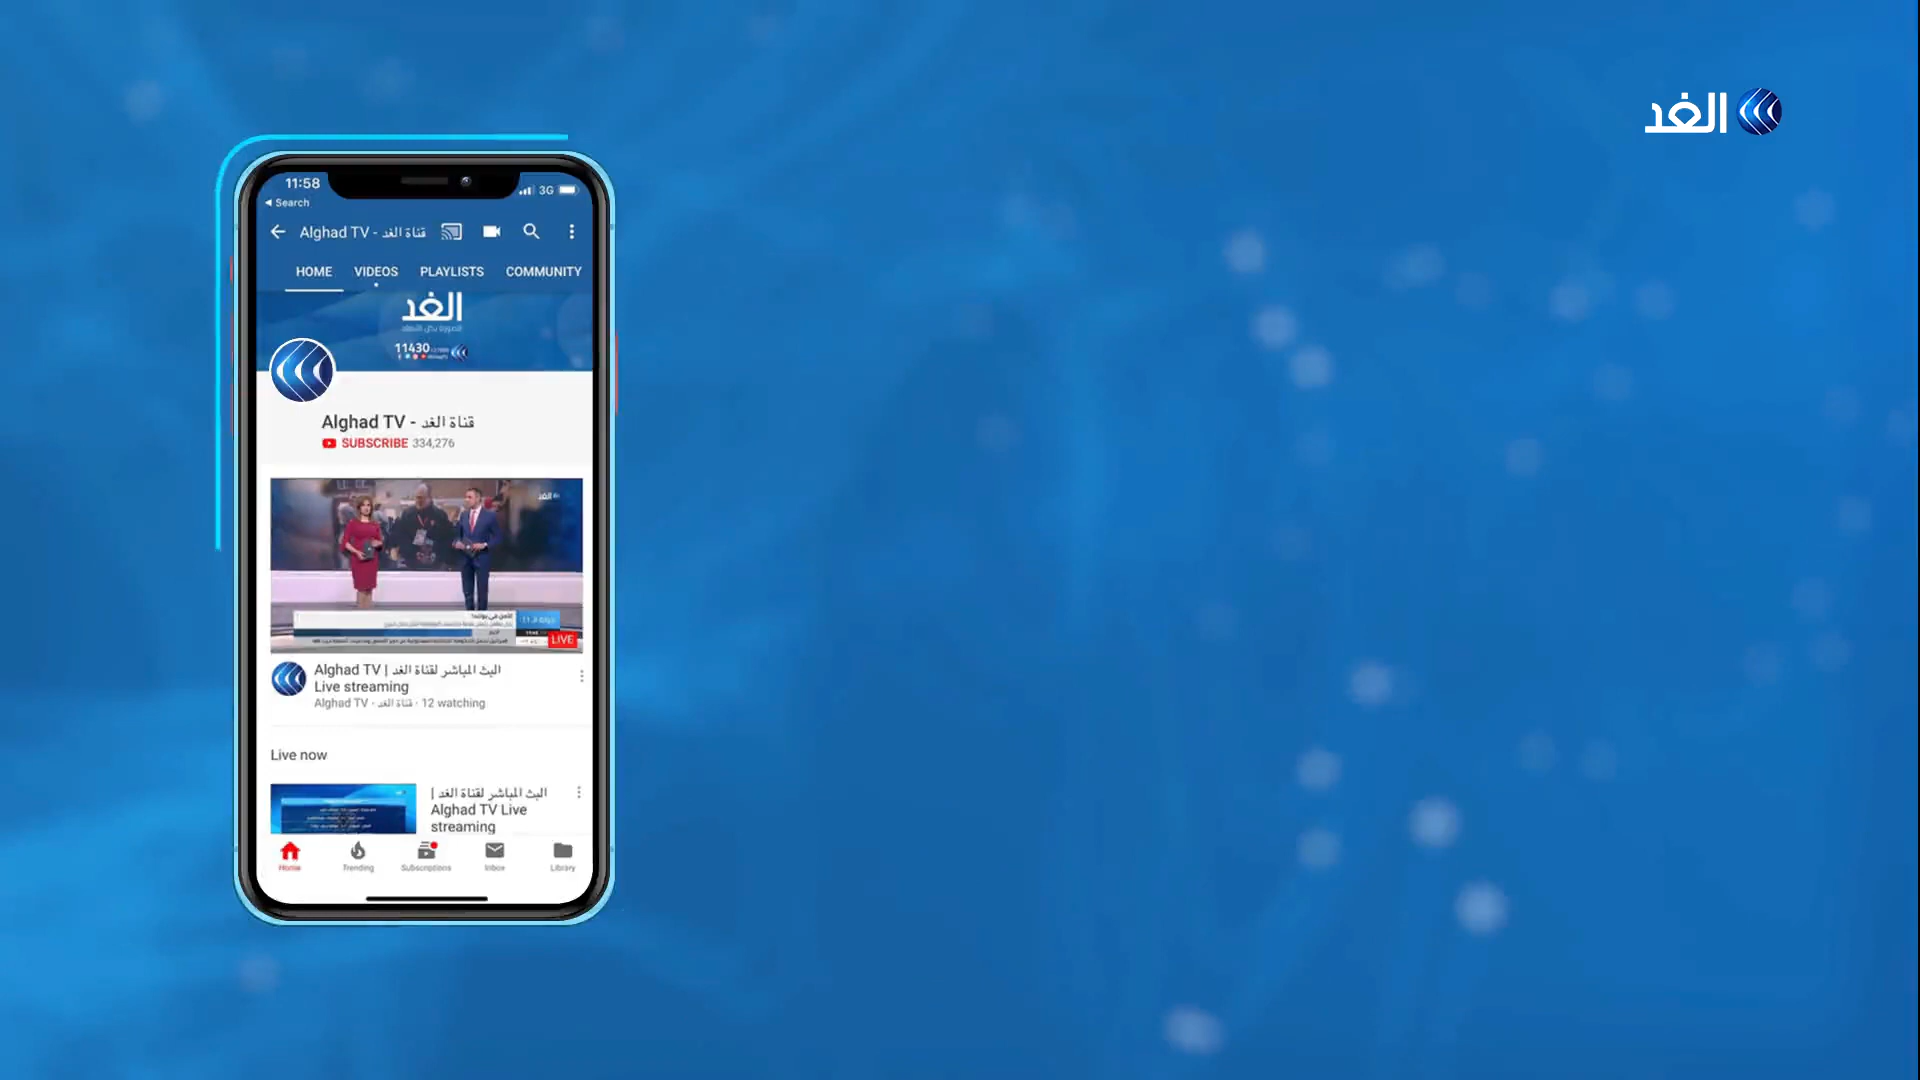 الغد
11:58
3G
Search
Alghad TV - قناة الغد
HOME VIDEOS PLAYLISTS COMMUNITY
الغد
11430
Alghad TV - قناة الغد
SUBSCRIBE 334,276
الغد
LIVE
Alghad TV | البث المباشر لقناة الغد
Live streaming
Alghad TV - قناة الغد · 12 watching
Live now
البث المباشر لقناة الغد |
Alghad TV Live
streaming
Home Trending Subscriptions Inbox Library